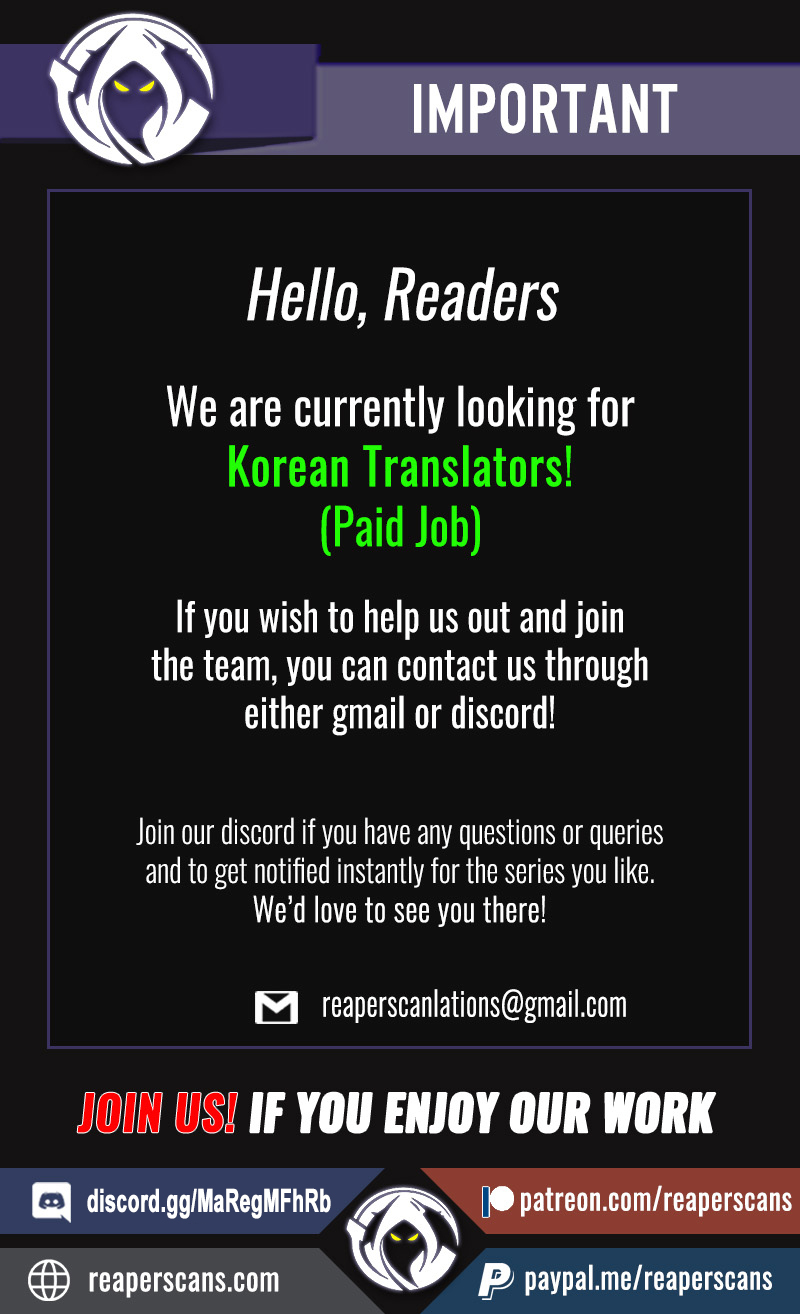 IMPORTANT
Hello, Readers
We are currently looking for
Korean Translators!
(Paid Job)
If you wish to help us out and join
the team, you can contact us through
either gmail or discord!
Join our discord if you have any questions or queries
and to get notified instantly for the series you like.
We'd love to see you there!
reaperscanlations@gmail.com
JOIN US! IF YOU ENJOY OUR WORK
discord.gg/MaRegMFhRb
patreon.com/reaperscans
reaperscans.com
paypal.me/reaperscans